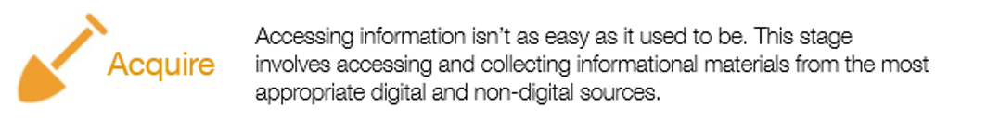 Acquire
Accessing information isn’t as easy as it used to be. This stage
involves accessing and collecting informational materials from the most
appropriate digital and non-digital sources.